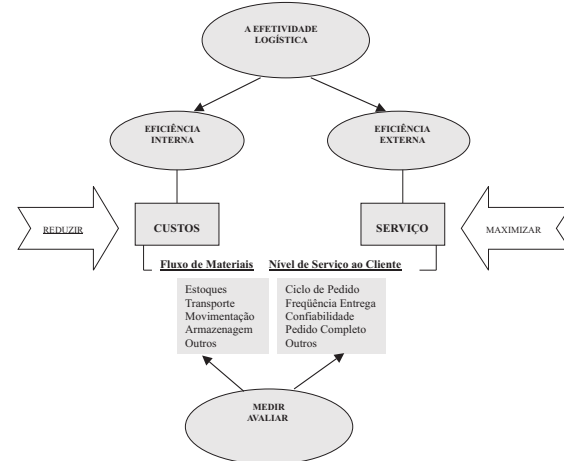 A EFETIVIDADE
LOGÍSTICA
EFICIÊNCIA
INTERNA
EFICIÊNCIA
EXTERNA
REDUZIR
CUSTOS
SERVIÇO
MAXIMIZAR
Fluxo de Materiais
Nível de Serviço ao Cliente
Estoques
Transporte
Movimentação
Armazenagem
Outros
Ciclo de Pedido
Freqüência Entrega
Confiabilidade
Pedido Completo
Outros
MEDIR
AVALIAR